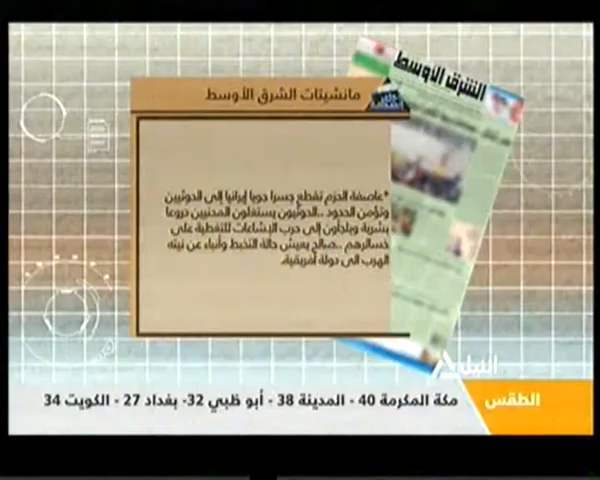 الشرق الأوسط
مانشيتات الشرق الأوسط
*عاصفة الحزم تقطع جسرا جويا إيرانيا إلى الحوثيين
وتؤمن الحدود ..الحوثيون يستغلون المدنيين دروعا
بشرية ويلجأون إلى حرب الإشاعات للتغطية على
خسائرهم ..صالح يعيش حالة التخبط وأنباء عن نيته
الهرب الى دولة أفريقية.
النيل
الطقس
مكة المكرمة 40 - المدينة 38 - أبو ظبي 32- بغداد 27 - الكويت 34